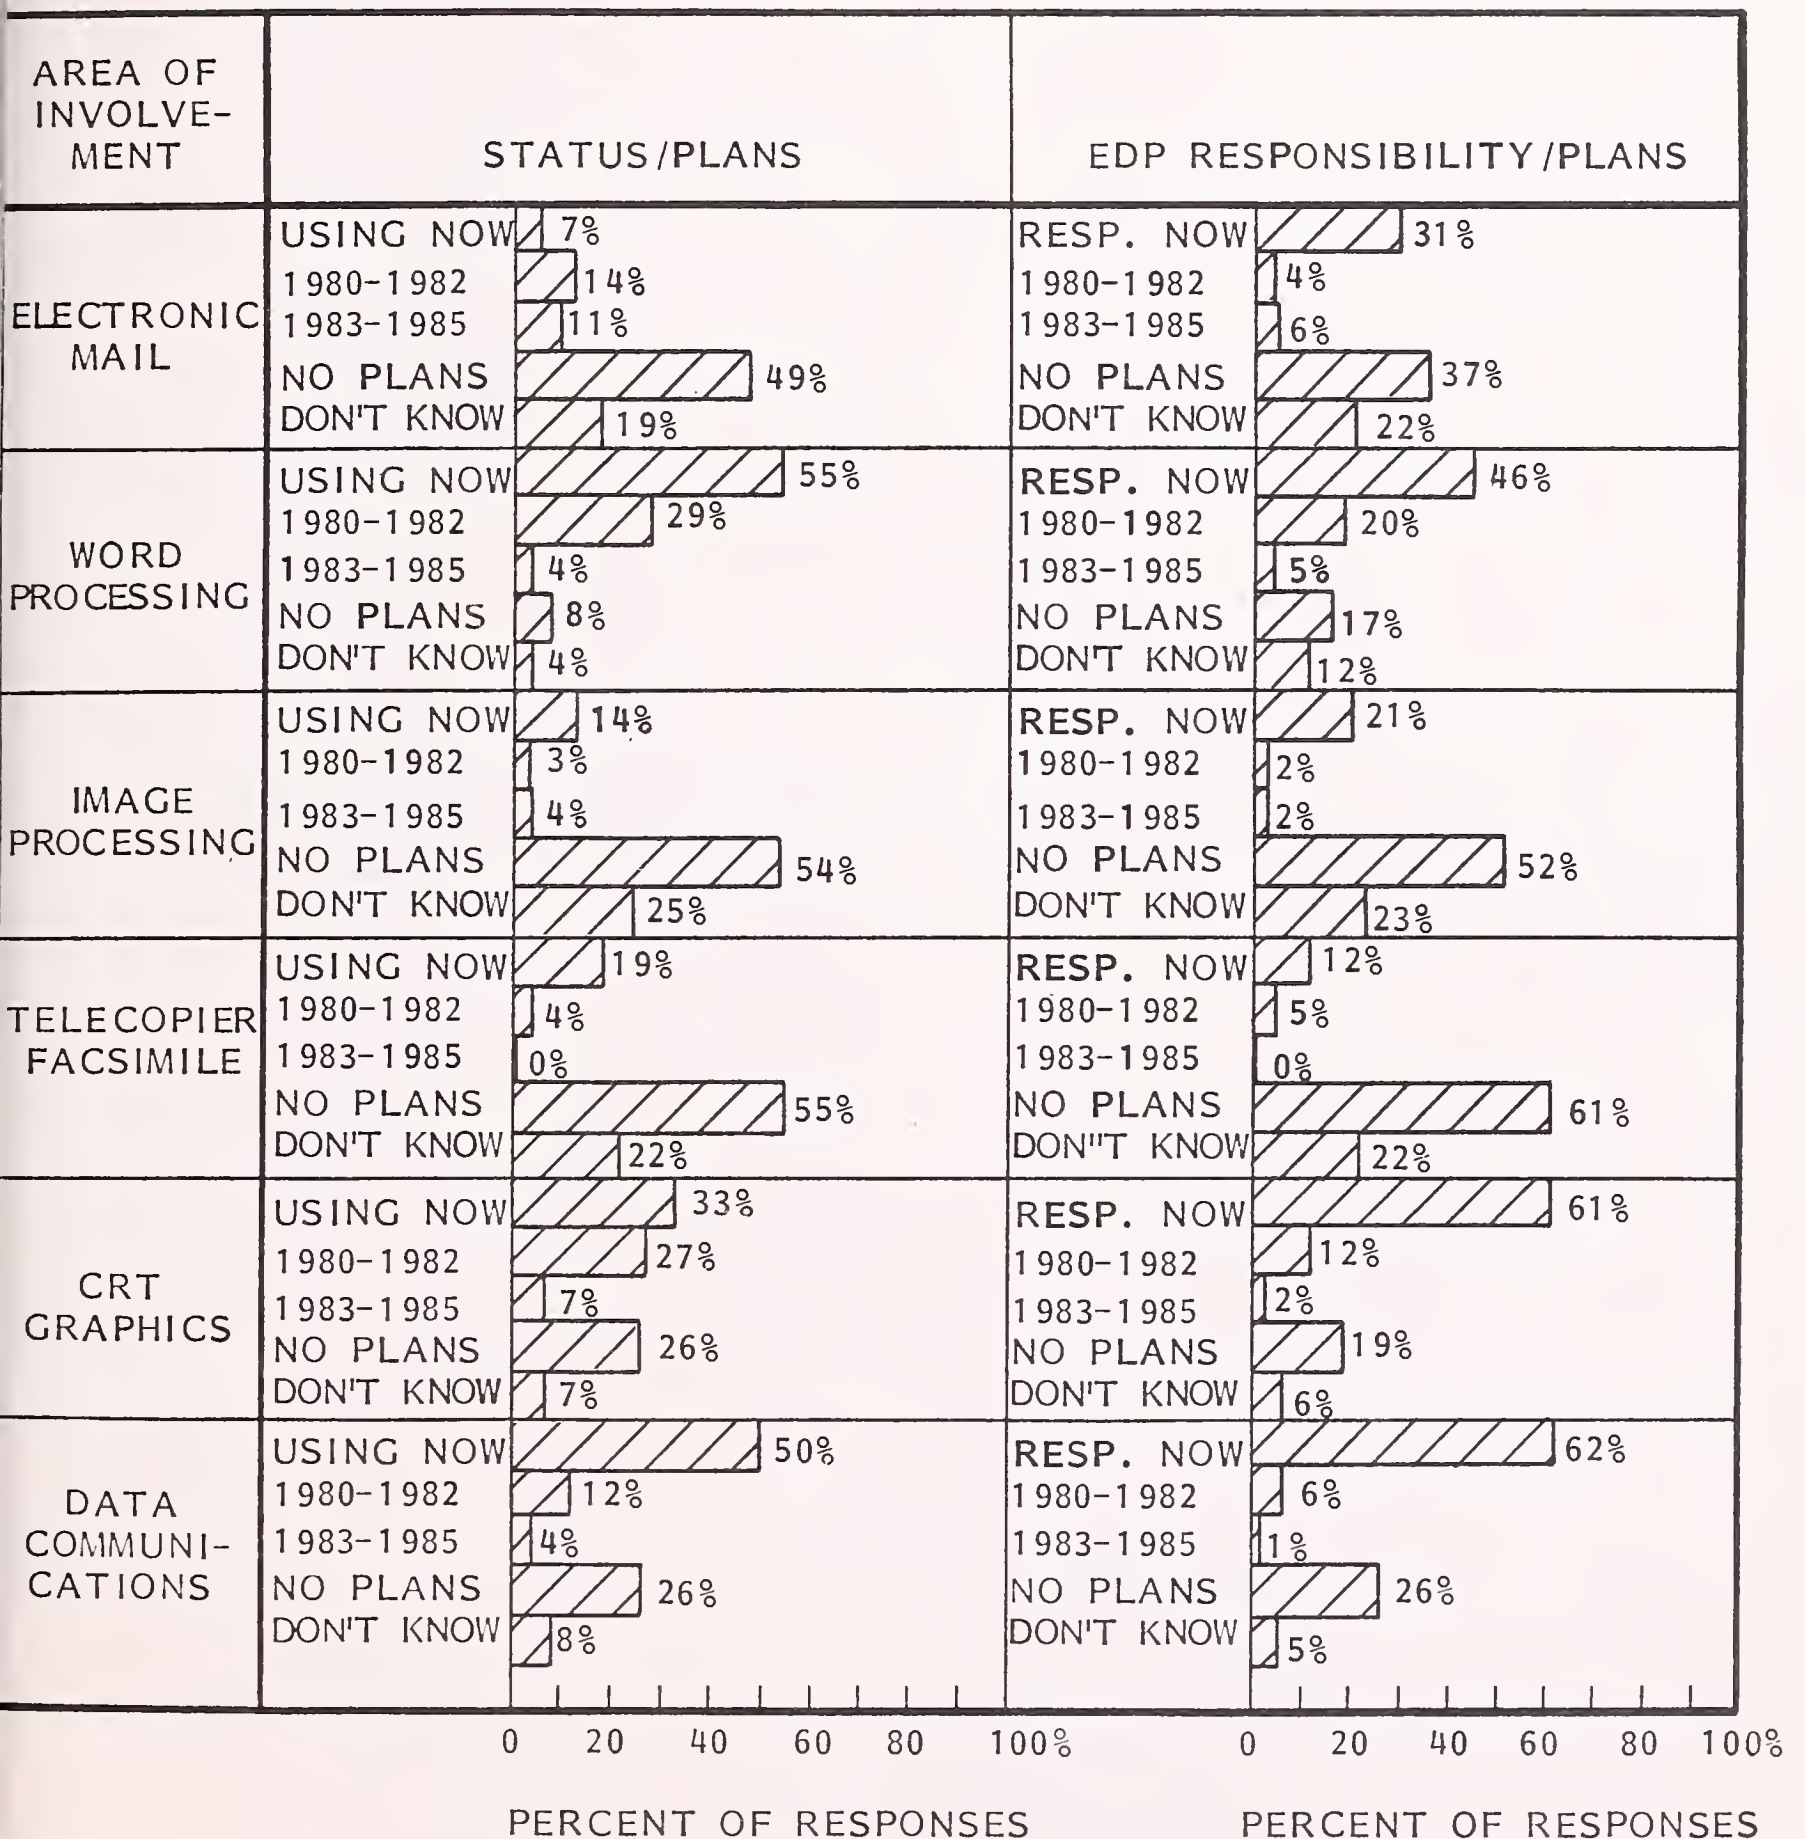 AREA OF
INVOLVE-
MENT
STATUS/PLANS
EDP RESPONSIBILITY/PLANS
ELECTRONIC
MAIL
USING NOW 7%
1980-1982 14%
1983-1985 11%
NO PLANS 49%
DON'T KNOW 19%
RESP. NOW 31%
1980-1982 4%
1983-1985 6%
NO PLANS 37%
DON'T KNOW 22%
WORD
PROCESSING
USING NOW 55%
1980-1982 29%
1983-1985 4%
NO PLANS 8%
DON'T KNOW 4%
RESP. NOW 46%
1980-1982 20%
1983-1985 5%
NO PLANS 17%
DON'T KNOW 12%
IMAGE
PROCESSING
USING NOW 14%
1980-1982 3%
1983-1985 4%
NO PLANS 54%
DON'T KNOW 25%
RESP. NOW 21%
1980-1982 2%
1983-1985 2%
NO PLANS 52%
DON'T KNOW 23%
TELECOPIER
FACSIMILE
USING NOW 19%
1980-1982 4%
1983-1985 0%
NO PLANS 55%
DON'T KNOW 22%
RESP. NOW 12%
1980-1982 5%
1983-1985 0%
NO PLANS 61%
DON"T KNOW 22%
CRT
GRAPHICS
USING NOW 33%
1980-1982 27%
1983-1985 7%
NO PLANS 26%
DON'T KNOW 7%
RESP. NOW 61%
1980-1982 12%
1983-1985 2%
NO PLANS 19%
DON'T KNOW 6%
DATA
COMMUNI-
CATIONS
USING NOW 50%
1980-1982 12%
1983-1985 4%
NO PLANS 26%
DON'T KNOW 8%
RESP. NOW 62%
1980-1982 6%
1983-1985 1%
NO PLANS 26%
DON'T KNOW 5%
0 20 40 60 80 100%
0 20 40 60 80 100%
PERCENT OF RESPONSES
PERCENT OF RESPONSES